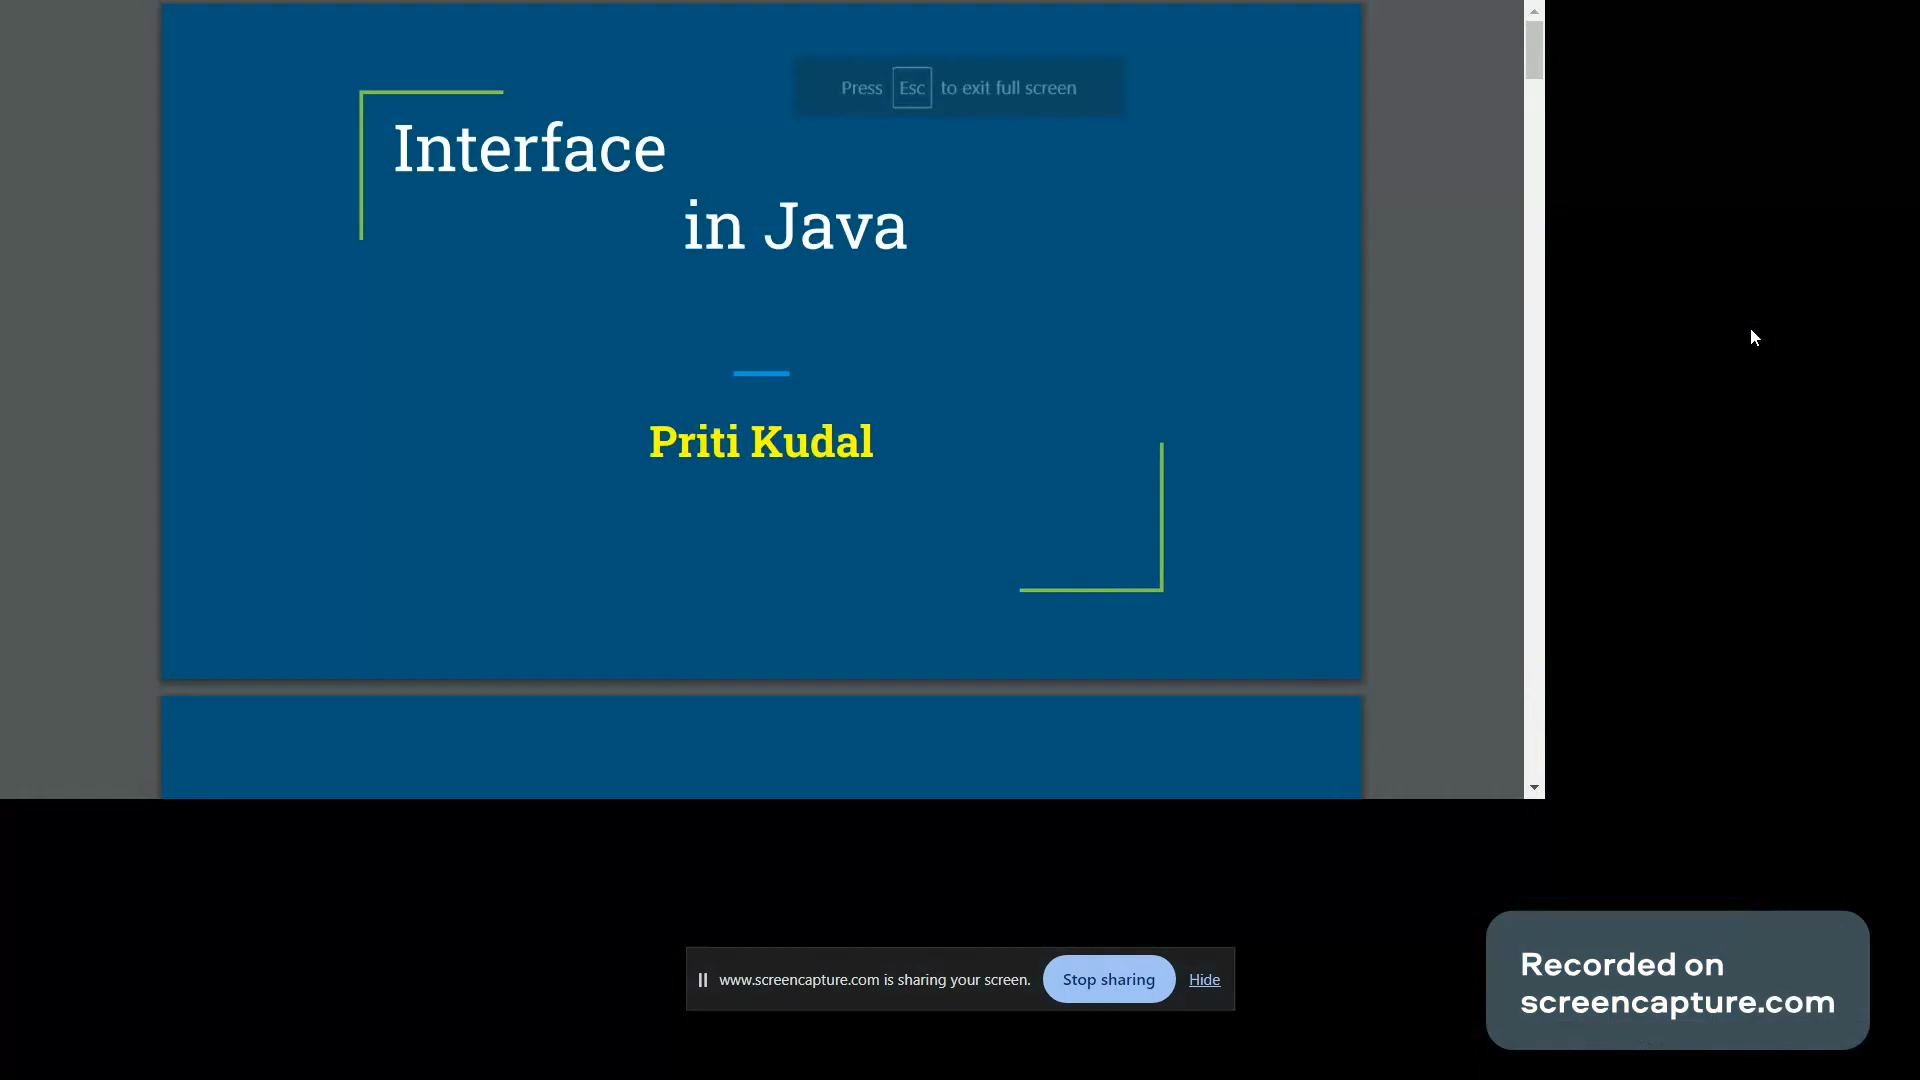 Press Esc to exit full screen
Interface
in Java
Priti Kudal
www.screencapture.com is sharing your screen. Stop sharing Hide
Recorded on
screencapture.com